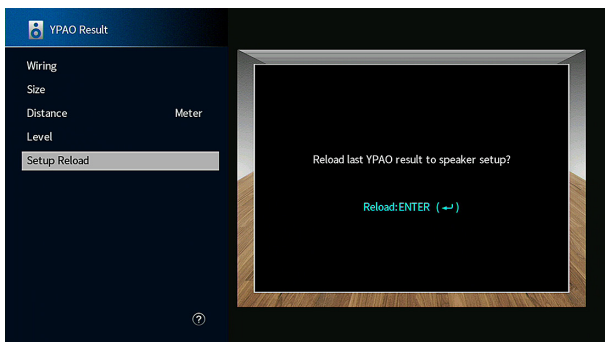 YPAO Result
Wiring
Size
Distance Meter
Level
Setup Reload
Reload last YPAO result to speaker setup?
Reload:ENTER (↵)
?